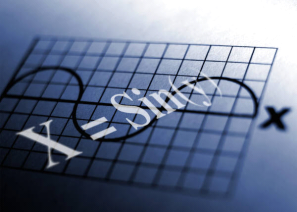 X = Sin(y)
x